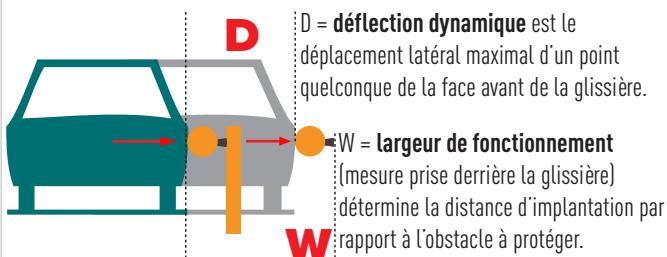 D
D = déflection dynamique est le
déplacement latéral maximal d'un point
quelconque de la face avant de la glissière.
W = largeur de fonctionnement
(mesure prise derrière la glissière)
détermine la distance d'implantation par
rapport à l'obstacle à protéger.
W